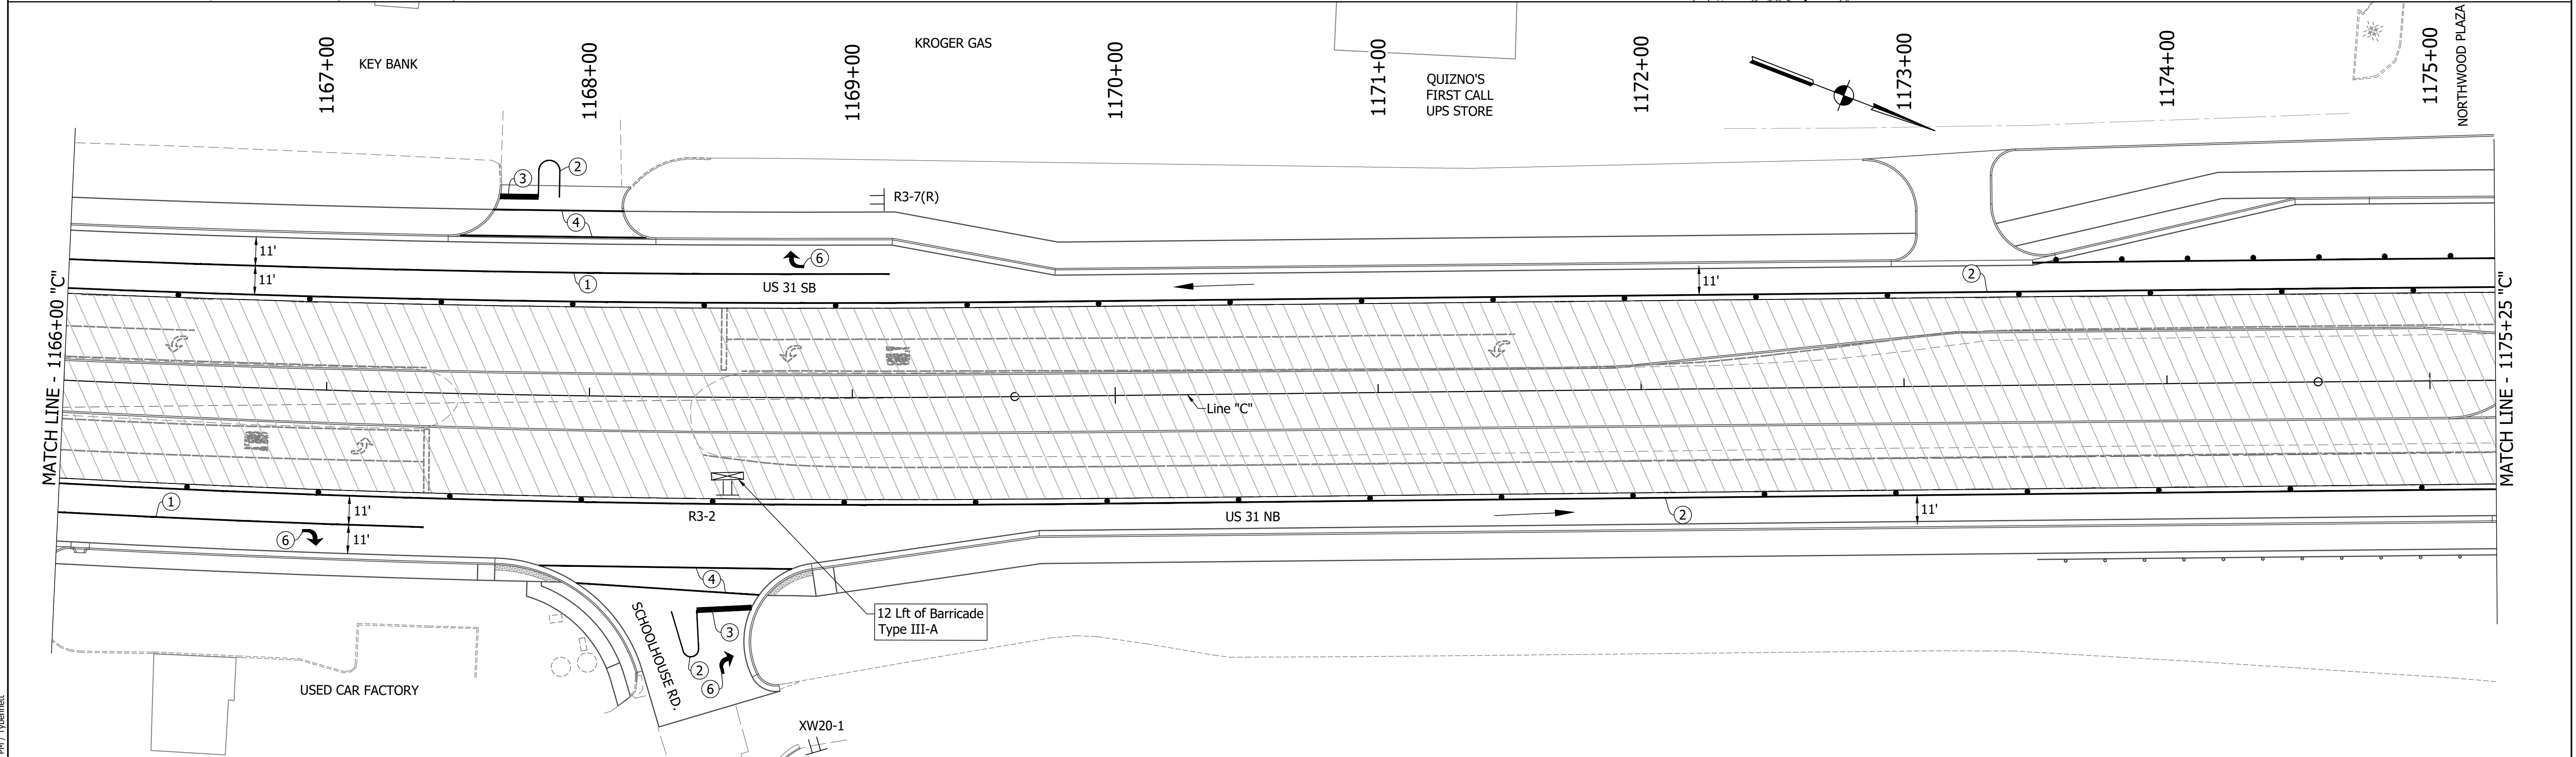 KEY BANK
KROGER GAS
QUIZNO'S
FIRST CALL
UPS STORE
NORTHWOOD PLAZA
1167+00
1168+00
1169+00
1170+00
1171+00
1172+00
1173+00
1174+00
1175+00
3
2
4
R3-7(R)
6
11'
11'
1
US 31 SB
11'
2
MATCH LINE - 1166+00 "C"
MATCH LINE - 1175+25 "C"
Line "C"
1
11'
11'
6
R3-2
US 31 NB
2
11'
4
12 Lft of Barricade
Type III-A
3
2
6
SCHOOLHOUSE RD.
USED CAR FACTORY
XW20-1